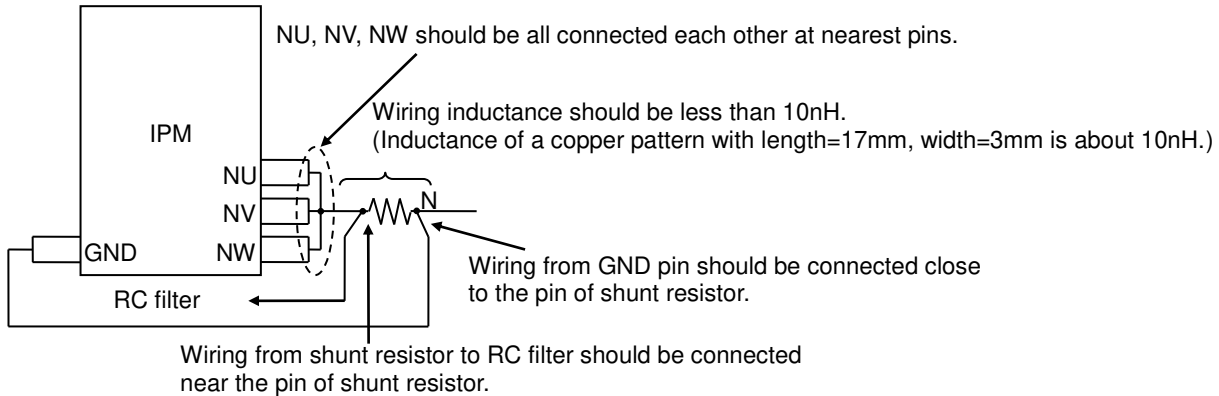 NU, NV, NW should be all connected each other at nearest pins.
Wiring inductance should be less than 10nH.
(Inductance of a copper pattern with length=17mm, width=3mm is about 10nH.)
IPM
NU
N
NV
GND
NW
Wiring from GND pin should be connected close
to the pin of shunt resistor.
RC filter
Wiring from shunt resistor to RC filter should be connected
near the pin of shunt resistor.